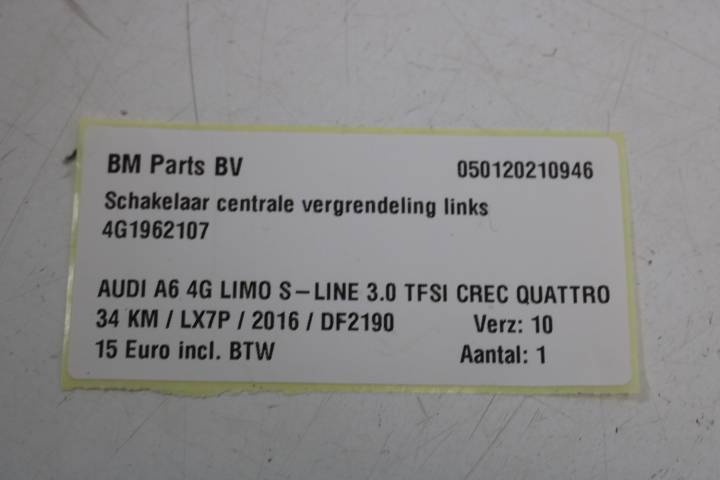 BM Parts BV 050120210946
Schakelaar centrale vergrendeling links
4G1962107
AUDI A6 4G LIMO S-LINE 3.0 TFSI CREC QUATTRO
34 KM / LX7P / 2016 / DF2190 Verz: 10
15 Euro incl. BTW Aantal: 1